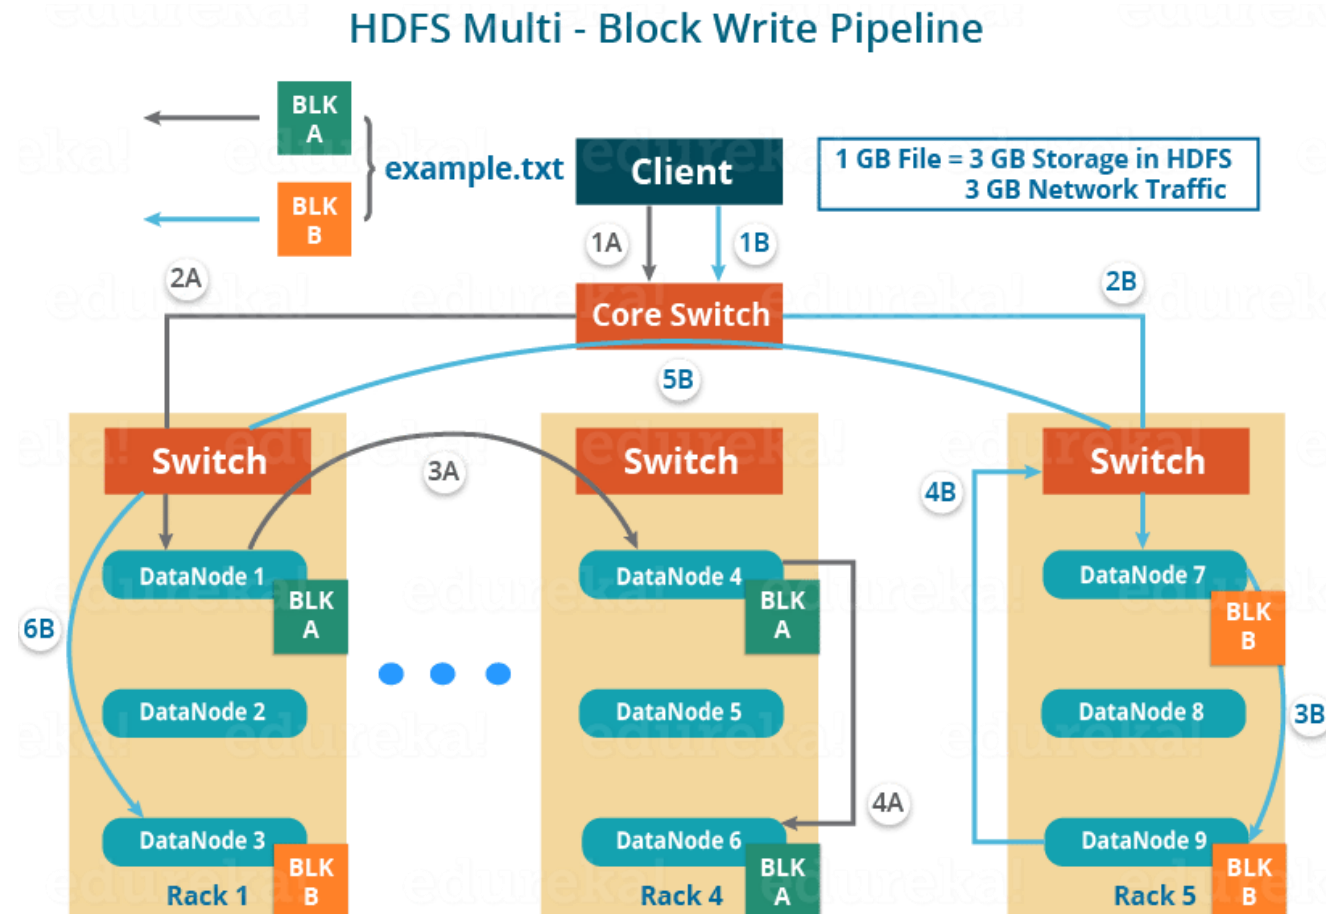 HDFS Multi - Block Write Pipeline
BLK
A
BLK
B
example.txt
Client
1 GB File = 3 GB Storage in HDFS
3 GB Network Traffic
1A
1B
2A
2B
Core Switch
5B
Switch
Switch
Switch
3A
4B
DataNode 1
DataNode 4
DataNode 7
BLK
A
BLK
A
BLK
B
6B
DataNode 2
DataNode 5
DataNode 8
3B
4A
DataNode 3
DataNode 6
DataNode 9
BLK
B
BLK
A
BLK
B
Rack 1
Rack 4
Rack 5
edureka!